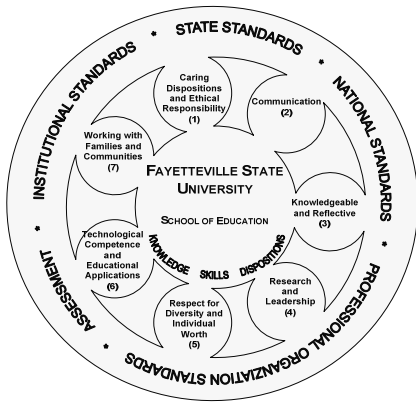 STATE STANDARDS
NATIONAL STANDARDS
PROFESSIONAL ORGANZIATION STANDARDS
ASSESSMENT
INSTITUTIONAL STANDARDS
Caring
Dispositions
and Ethical
Responsibility
(1)
Communication
(2)
Knowledgeable
and Reflective
(3)
Research
and
Leadership
(4)
Respect for
Diversity and
Individual
Worth
(5)
Technological
Competence
and
Educational
Applications
(6)
Working with
Families and
Communities
(7)
FAYETTEVILLE STATE
UNIVERSITY
SCHOOL OF EDUCATION
KNOWLEDGE SKILLS DISPOSITIONS